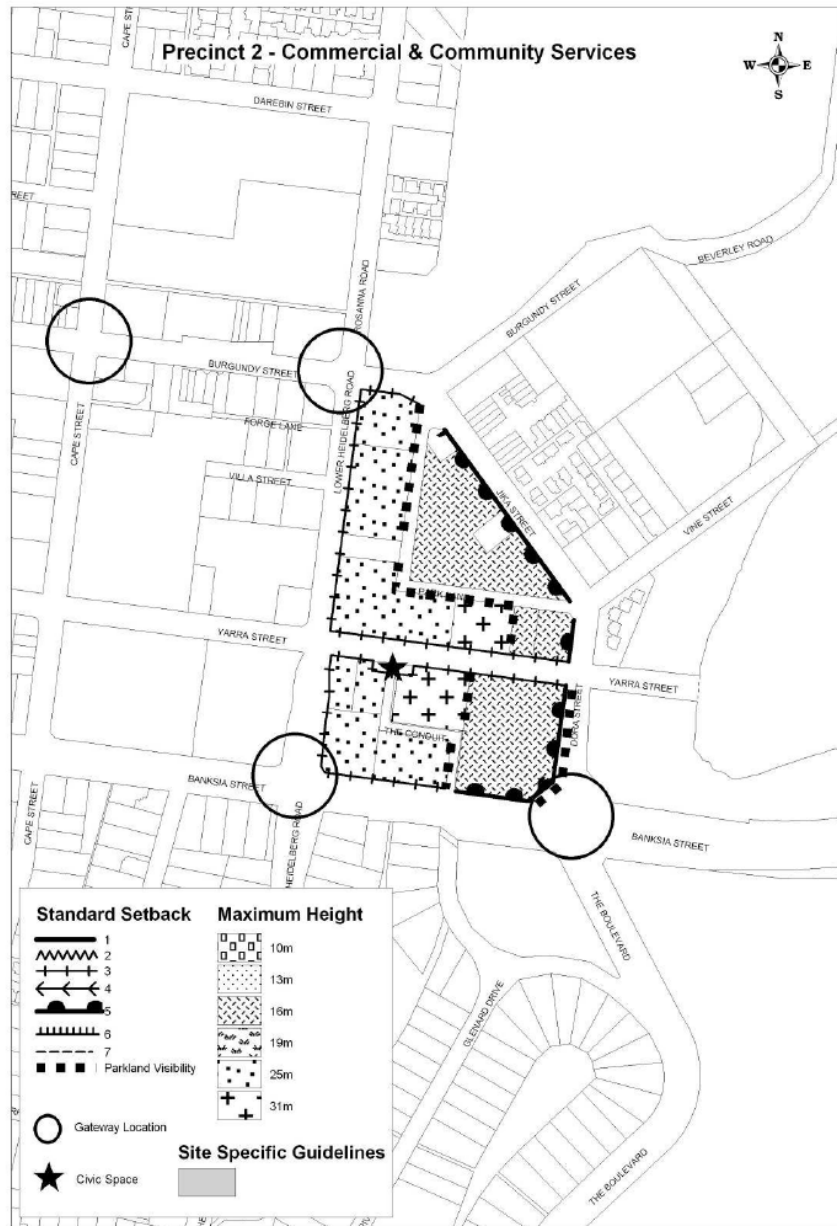 CAPE ST
Precinct 2 - Commercial & Community Services
N
W E
S
DAREBIN STREET
REET
BEVERLEY ROAD
BURGUNDY STREET
ROSANNA ROAD
BURGUNDY STREET
LOWER HEIDELBERG ROAD
FORGE LANE
CAPE STREET
VILLA STREET
JIKA STREET
VINE STREET
YARRA STREET
YARRA STREET
DORA STREET
THE CONDUIT
BANKSIA STREET
CAPE STREET
HEIDELBERG ROAD
BANKSIA STREET
THE BOULEVARD
GLENARD DRIVE
THE BOULEVARD
Standard Setback
1
2
3
4
5
6
7
Parkland Visibility
Gateway Location
Civic Space
Maximum Height
10m
13m
16m
19m
25m
31m
Site Specific Guidelines